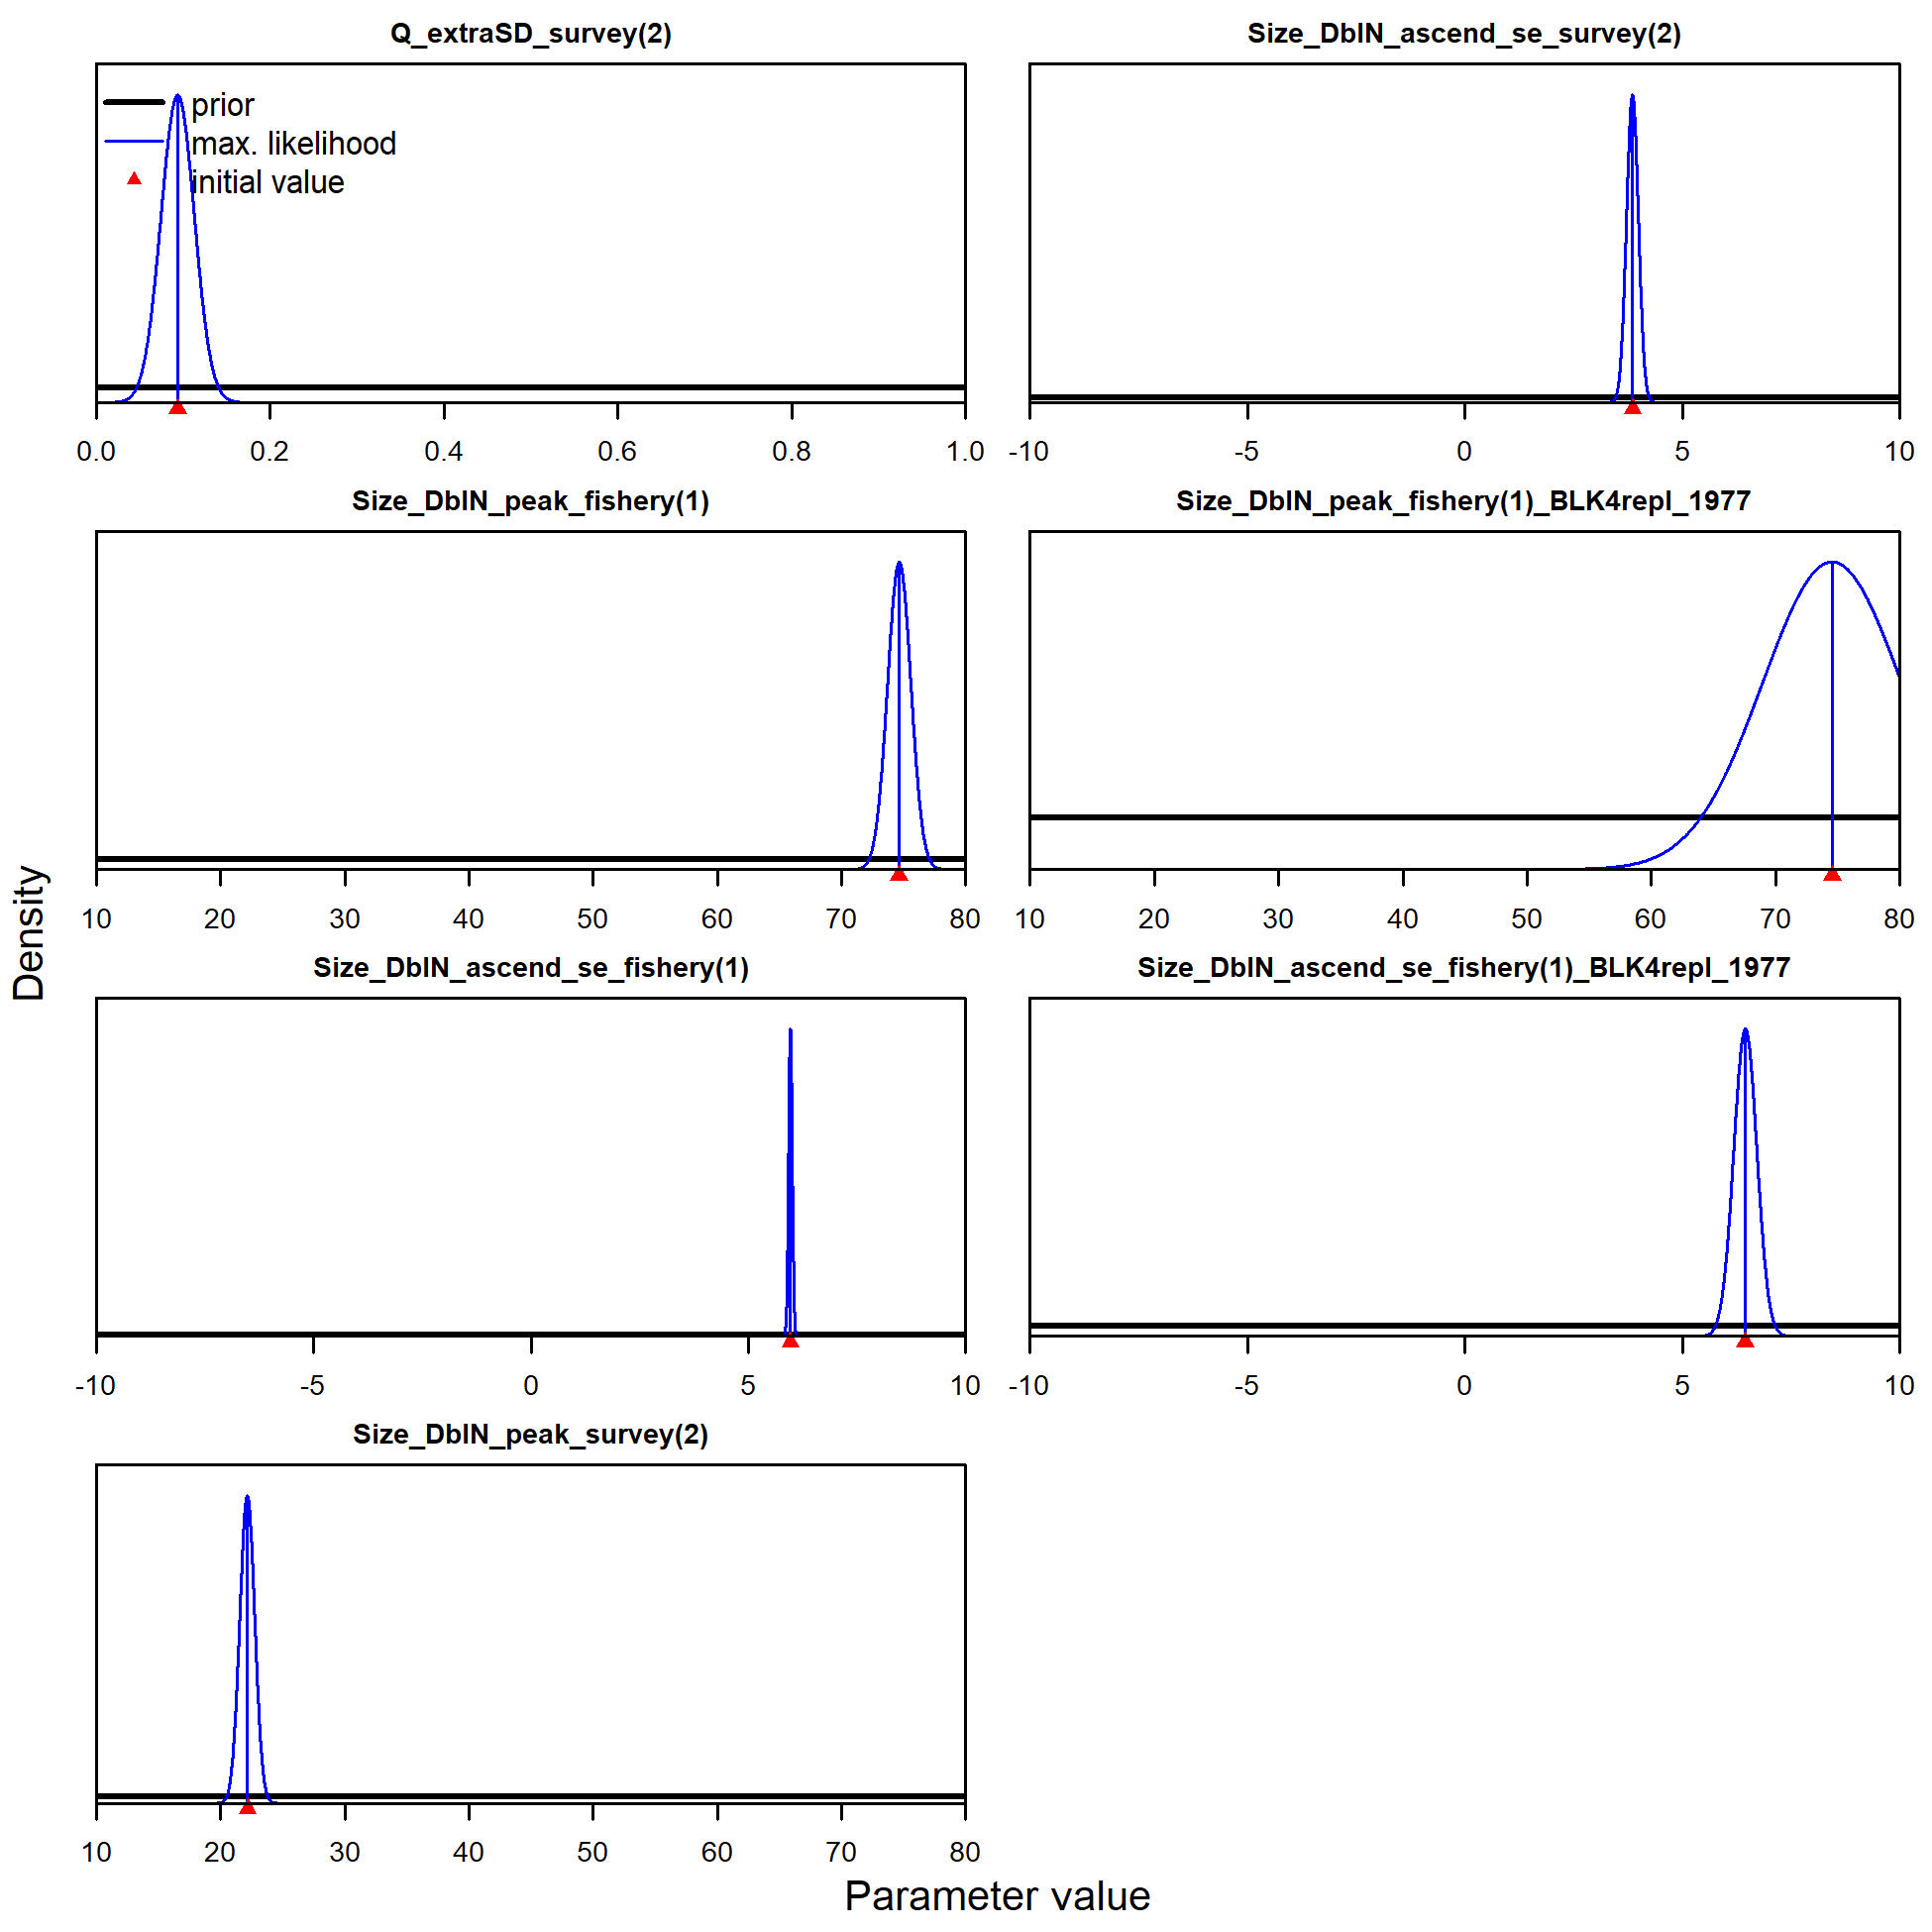 Q_extraSD_survey(2)
prior
max. likelihood
initial value
0.0 0.2 0.4 0.6 0.8 1.0
Size_DblN_ascend_se_survey(2)
-10 -5 0 5 10
Size_DblN_peak_fishery(1)
10 20 30 40 50 60 70 80
Size_DblN_peak_fishery(1)_BLK4repl_1977
10 20 30 40 50 60 70 80
Size_DblN_ascend_se_fishery(1)
-10 -5 0 5 10
Size_DblN_ascend_se_fishery(1)_BLK4repl_1977
-10 -5 0 5 10
Size_DblN_peak_survey(2)
10 20 30 40 50 60 70 80
Density
Parameter value